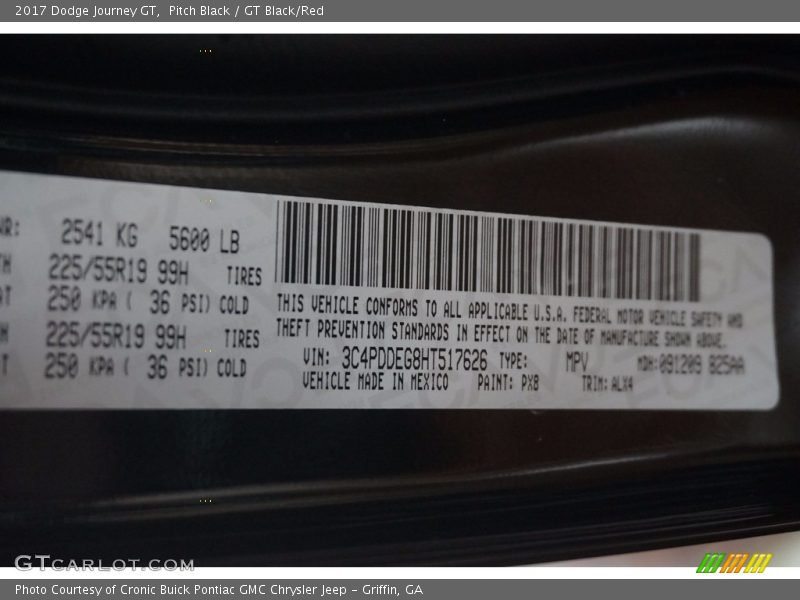 2017 Dodge Journey GT, Pitch Black / GT Black/Red
2541 KG 5600 LB
225/55R19 99H TIRES
250 KPA ( 36 PSI) COLD
225/55R19 99H TIRES
250 KPA ( 36 PSI) COLD
THIS VEHICLE CONFORMS TO ALL APPLICABLE U.S.A. FEDERAL MOTOR VEHICLE SAFETY AND
THEFT PREVENTION STANDARDS IN EFFECT ON THE DATE OF MANUFACTURE SHOWN ABOVE.
VIN: 3C4PDDEG8HT517626 TYPE: MPV MDH: 091209 825AA
VEHICLE MADE IN MEXICO PAINT: PX8 TRIM: ALX4
GTCARLOT.COM
Photo Courtesy of Cronic Buick Pontiac GMC Chrysler Jeep – Griffin, GA